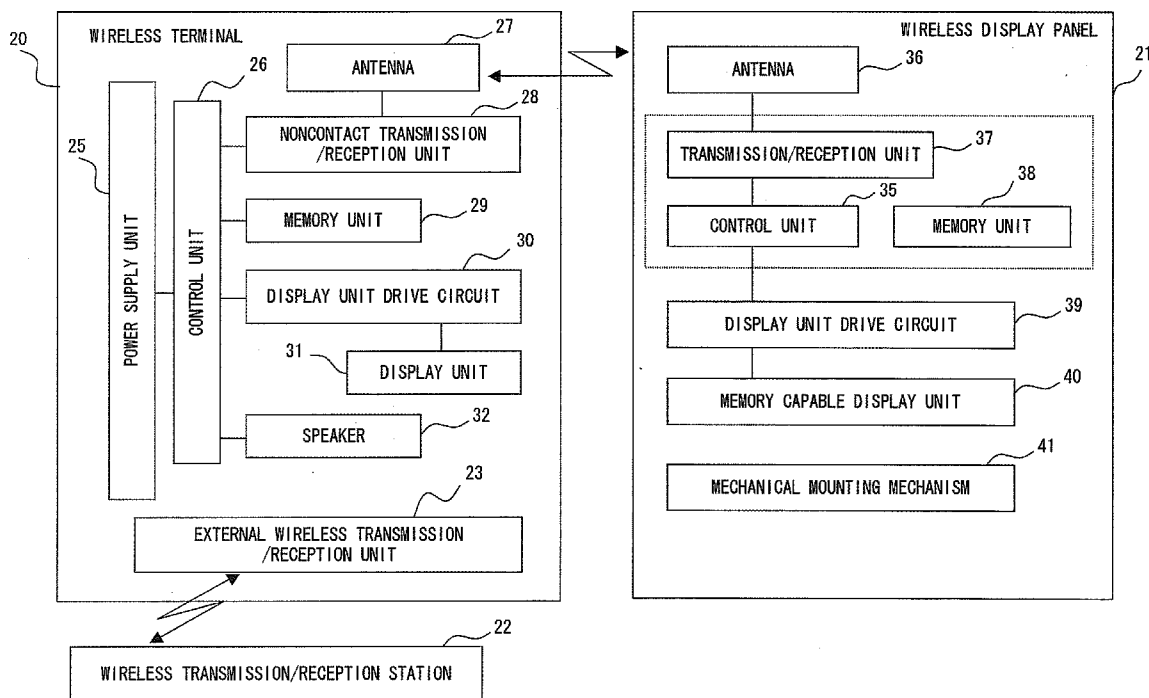 WIRELESS TERMINAL
20
27
ANTENNA
26
28
NONCONTACT TRANSMISSION
/RECEPTION UNIT
25
29
MEMORY UNIT
POWER SUPPLY UNIT
CONTROL UNIT
30
DISPLAY UNIT DRIVE CIRCUIT
31
DISPLAY UNIT
32
SPEAKER
23
EXTERNAL WIRELESS TRANSMISSION
/RECEPTION UNIT
22
WIRELESS TRANSMISSION/RECEPTION STATION
WIRELESS DISPLAY PANEL
21
ANTENNA
36
TRANSMISSION/RECEPTION UNIT
37
35
38
CONTROL UNIT
MEMORY UNIT
DISPLAY UNIT DRIVE CIRCUIT
39
MEMORY CAPABLE DISPLAY UNIT
40
41
MECHANICAL MOUNTING MECHANISM